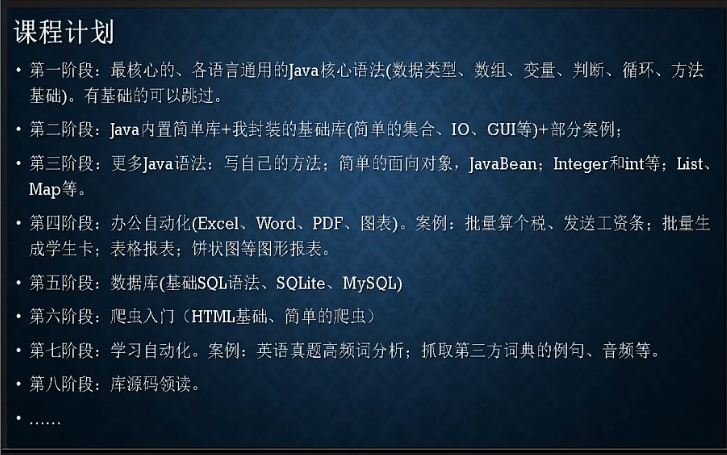 课程计划
• 第一阶段：最核心的、各语言通用的Java核心语法(数据类型、数组、变量、判断、循环、方法
基础)。有基础的可以跳过。
• 第二阶段：Java内置简单库+我封装的基础库(简单的集合、IO、GUI等)+部分案例；
• 第三阶段：更多Java语法：写自己的方法；简单的面向对象，JavaBean；Integer和int等；List、
Map等。
• 第四阶段：办公自动化(Excel、Word、PDF、图表)。案例：批量算个税、发送工资条；批量生
成学生卡；表格报表；饼状图等图形报表。
• 第五阶段：数据库(基础SQL语法、SQLite、MySQL)
• 第六阶段：爬虫入门（HTML基础、简单的爬虫）
• 第七阶段：学习自动化。案例：英语真题高频词分析；抓取第三方词典的例句、音频等。
• 第八阶段：库源码领读。
• ……